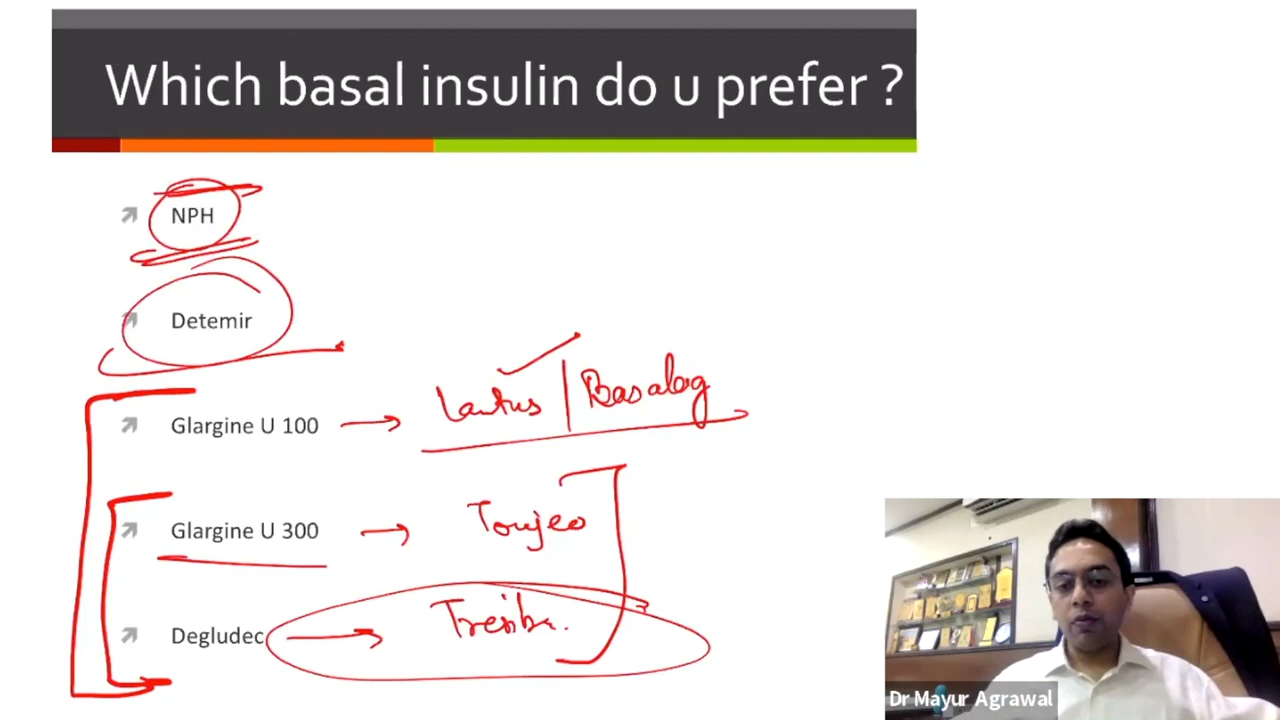 Which basal insulin do u prefer ?
NPH
Detemir
Glargine U 100 → Lantus | Basalog
Glargine U 300 → Toujeo
Degludec → Tresiba.
Dr Mayur Agrawal